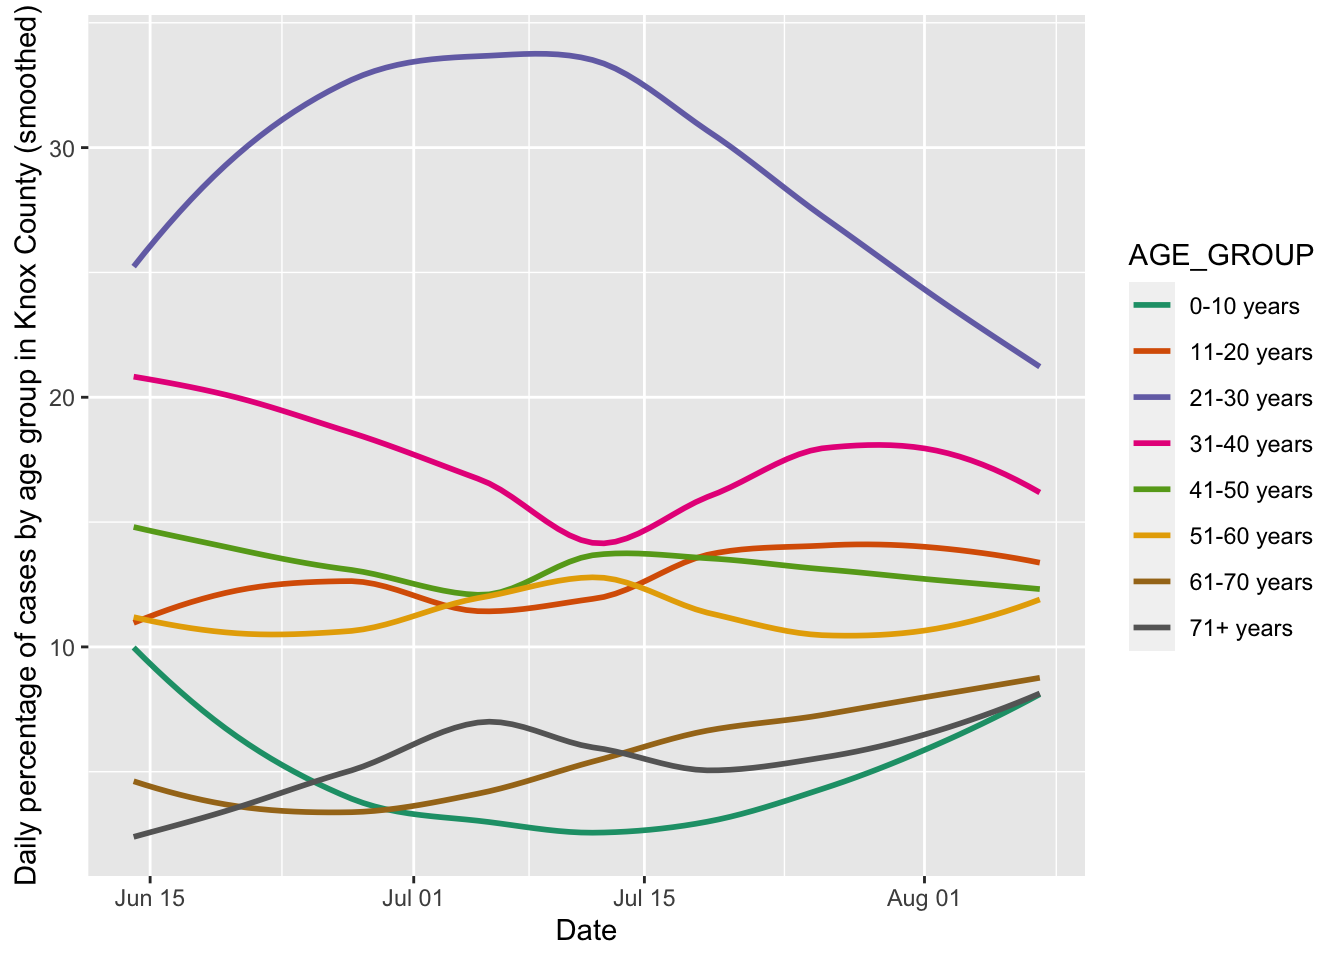 Daily percentage of cases by age group in Knox County (smoothed)
30
20
10
Jun 15
Jul 01
Jul 15
Aug 01
Date
AGE_GROUP
0-10 years
11-20 years
21-30 years
31-40 years
41-50 years
51-60 years
61-70 years
71+ years